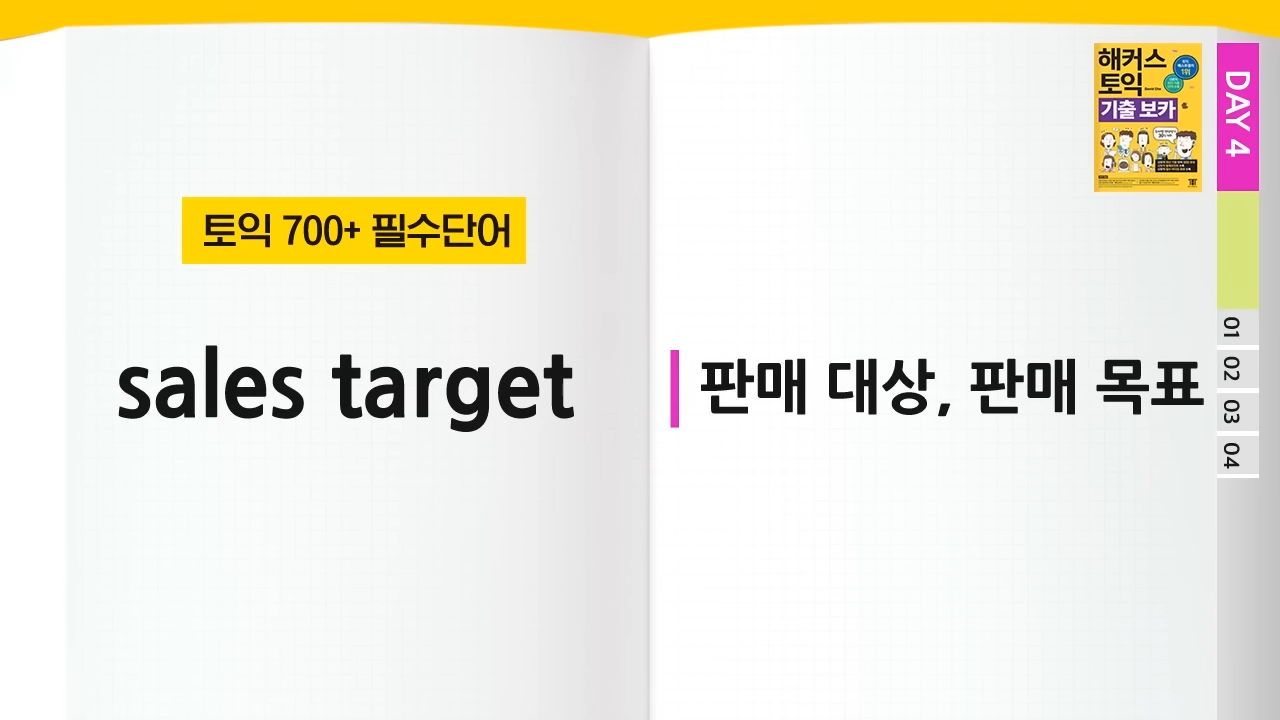 토익 700+ 필수단어
sales target
판매 대상, 판매 목표
해커스
토익
기출 보카
DAY 4
01
02
03
04